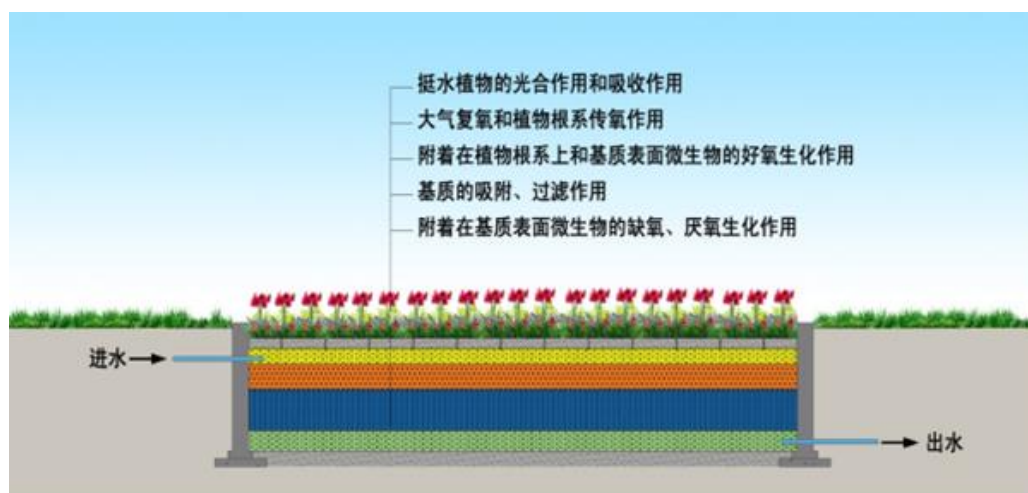 挺水植物的光合作用和吸收作用
大气复氧和植物根系传氧作用
附着在植物根系上和基质表面微生物的好氧生化作用
基质的吸附、过滤作用
附着在基质表面微生物的缺氧、厌氧生化作用
进水
出水